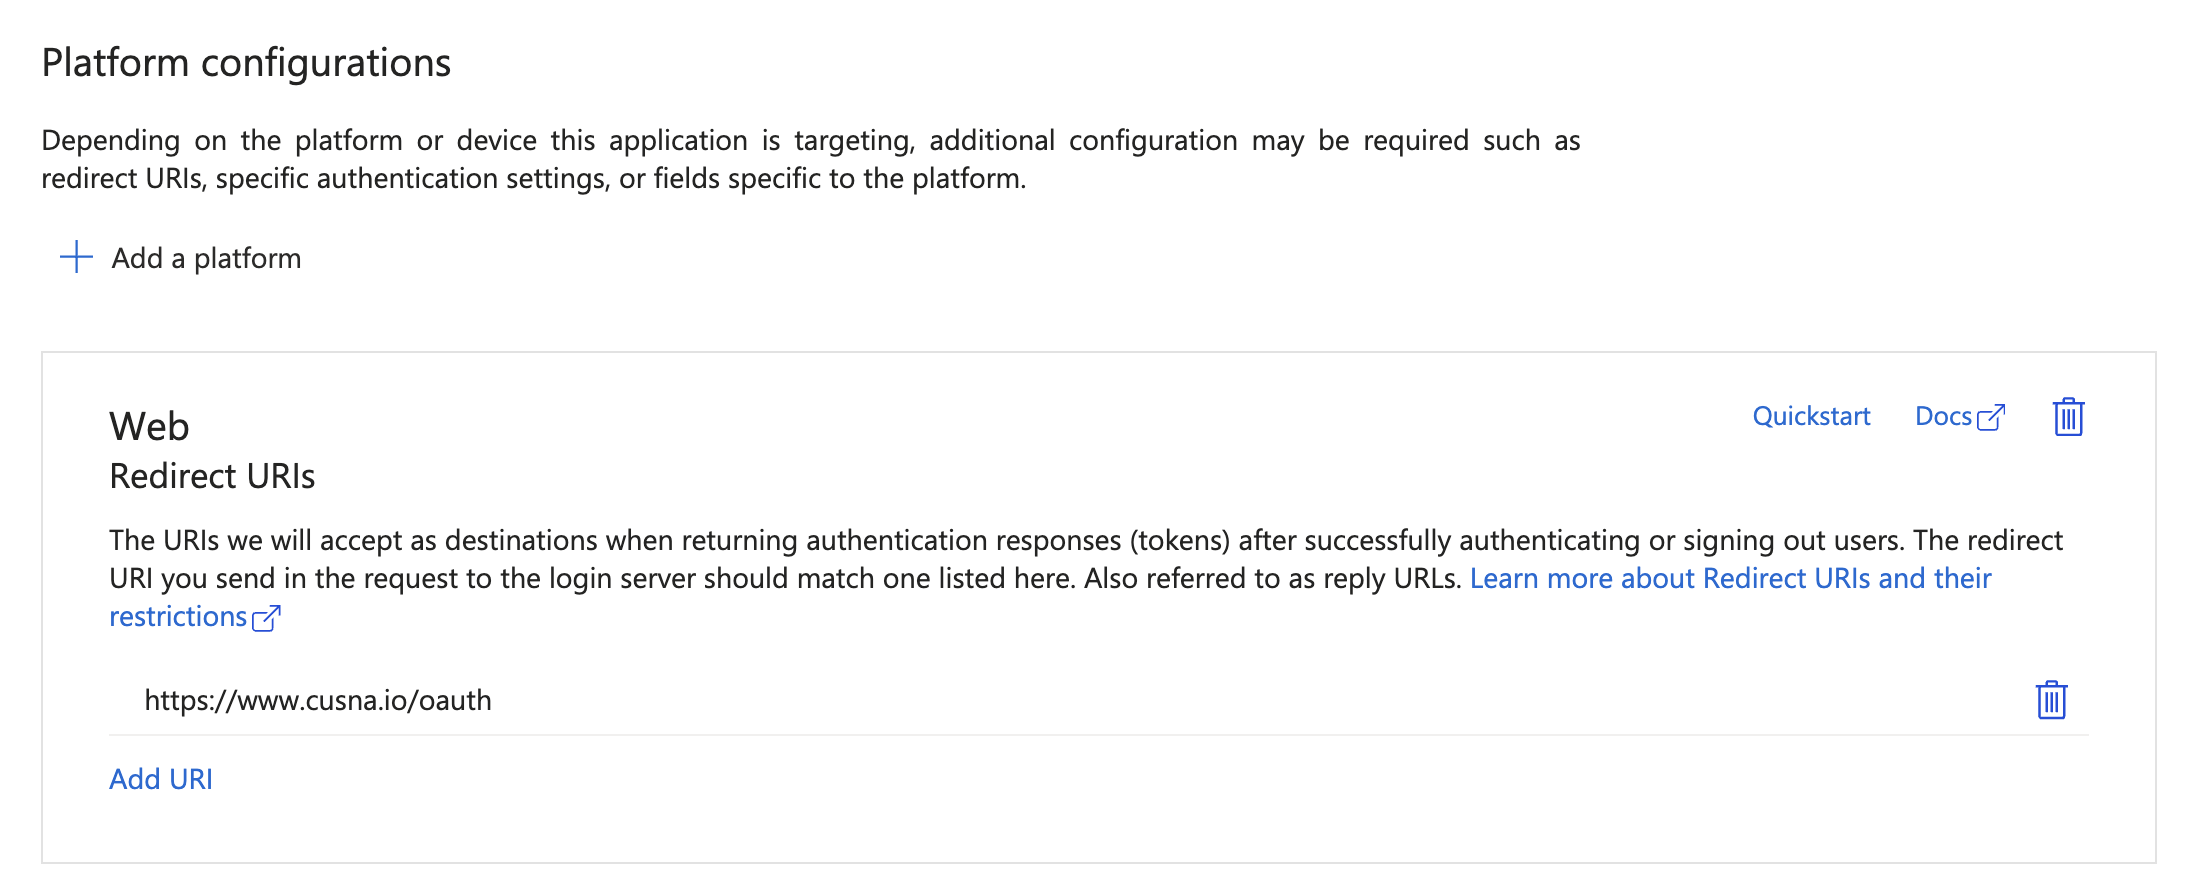 Platform configurations
Depending on the platform or device this application is targeting, additional configuration may be required such as
redirect URIs, specific authentication settings, or fields specific to the platform.
Add a platform
Web
Quickstart
Docs
Redirect URIs
The URIs we will accept as destinations when returning authentication responses (tokens) after successfully authenticating or signing out users. The redirect
URI you send in the request to the login server should match one listed here. Also referred to as reply URLs. Learn more about Redirect URIs and their
restrictions
https://www.cusna.io/oauth
Add URI